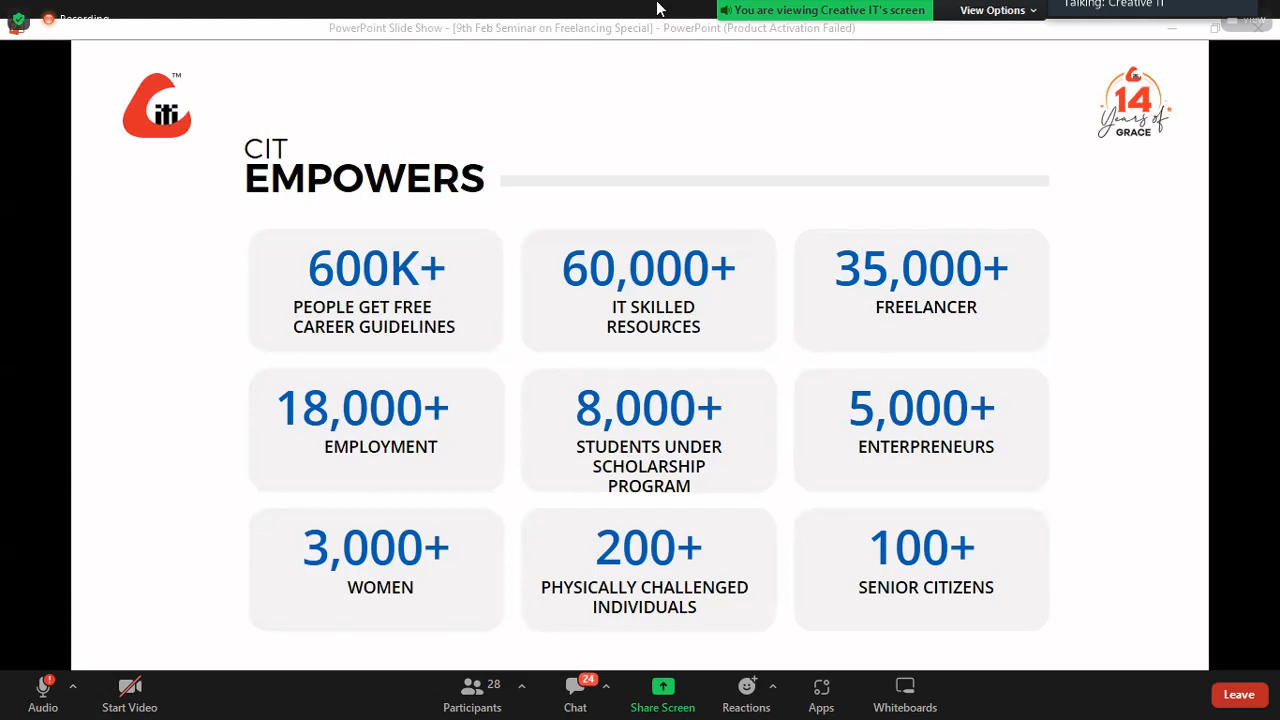 You are viewing Creative IT's screen
View Options
Talking: Creative IT
Recording
PowerPoint Slide Show - [9th Feb Seminar on Freelancing Special] - PowerPoint (Product Activation Failed)
View
iTi
TM
14
Years of
GRACE
CIT
EMPOWERS
600K+
PEOPLE GET FREE
CAREER GUIDELINES
60,000+
IT SKILLED
RESOURCES
35,000+
FREELANCER
18,000+
EMPLOYMENT
8,000+
STUDENTS UNDER
SCHOLARSHIP
PROGRAM
5,000+
ENTERPRENEURS
3,000+
WOMEN
200+
PHYSICALLY CHALLENGED
INDIVIDUALS
100+
SENIOR CITIZENS
Audio
Start Video
28
Participants
24
Chat
Share Screen
Reactions
Apps
Whiteboards
Leave